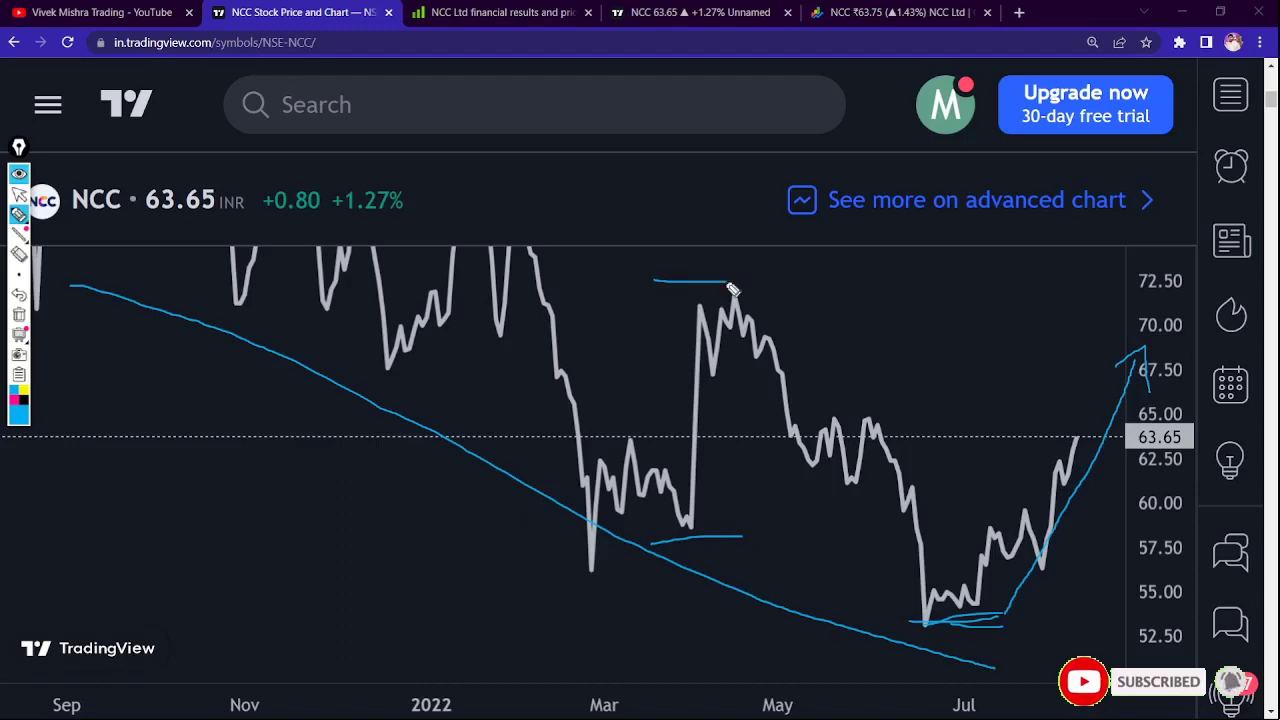 Vivek Mishra Trading - YouTube
NCC Stock Price and Chart — NS
NCC Ltd financial results and pric
NCC 63.65 ▲ +1.27% Unnamed
NCC ₹63.75 (▲1.43%) NCC Ltd |
in.tradingview.com/symbols/NSE-NCC/
Search
M
Upgrade now
30-day free trial
NCC
NCC • 63.65 INR +0.80 +1.27%
See more on advanced chart
72.50
70.00
67.50
65.00
63.65
62.50
60.00
57.50
55.00
52.50
TradingView
SUBSCRIBED
7
Sep Nov 2022 Mar May Jul